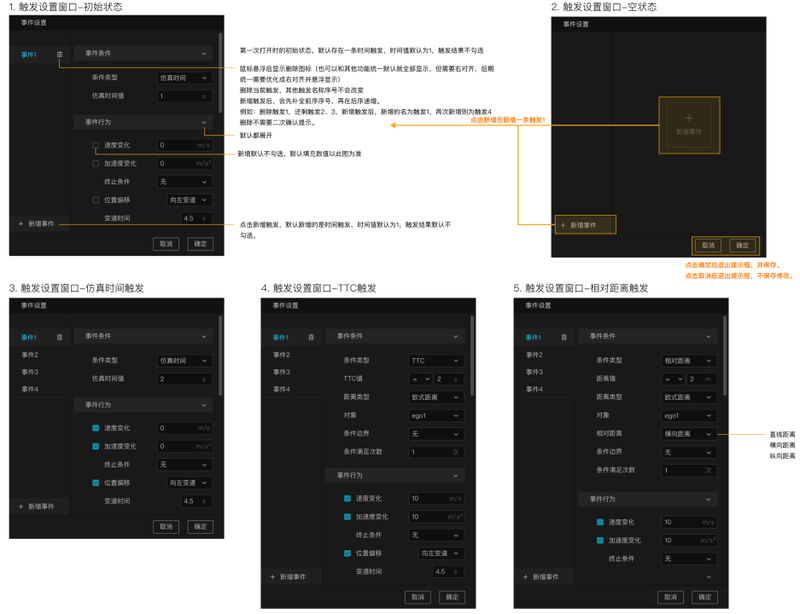 1. 触发设置窗口-初始状态
事件设置
事件1
事件条件
条件类型
仿真时间
仿真时间值
1
s
事件行为
速度变化
0
m/s
加速度变化
0
m/s²
终止条件
无
位置偏移
向左变道
变道时间
4.5
s
+ 新增事件
取消
确定
第一次打开时的初始状态，默认存在一条时间触发，时间值默认为1，触发结果不勾选
鼠标悬浮后显示删除图标（也可以和其他功能统一默认就全部显示，但需要右对齐，后期
统一需要优化成右对齐并悬浮显示）
删除当前触发，其他触发名称序号不会改变
新增触发后，会先补全前序序号，再在后序递增。
例如：删除触发1，还剩触发2、3，新增触发后，新增的名为触发1，再次新增则为触发4
删除不需要二次确认提示。
默认都展开
新增默认不勾选，默认填充数值以此图为准
点击新增触发，默认新增的是时间触发，时间值默认为1，触发结果默认不
勾选。
2. 触发设置窗口-空状态
事件设置
+
新增事件
点击新增后新增一条触发1
+ 新增事件
取消
确定
点击确定后退出提示框，并保存。
点击取消后退出提示框，不保存修改。
3. 触发设置窗口-仿真时间触发
事件设置
事件1
事件2
事件3
事件4
事件条件
条件类型
仿真时间
仿真时间值
2
s
事件行为
速度变化
0
m/s
加速度变化
0
m/s²
终止条件
无
位置偏移
向左变道
变道时间
4.5
s
+ 新增事件
取消
确定
4. 触发设置窗口-TTC触发
事件设置
事件1
事件2
事件3
事件4
事件条件
条件类型
TTC
TTC值
=
2
s
距离类型
欧式距离
对象
ego1
条件边界
无
条件满足次数
1
次
事件行为
速度变化
10
m/s
加速度变化
10
m/s²
终止条件
无
位置偏移
向左变道
变道时间
4.5
s
+ 新增事件
取消
确定
5. 触发设置窗口-相对距离触发
事件设置
事件1
事件2
事件3
事件4
事件条件
条件类型
相对距离
距离值
=
2
m
距离类型
欧式距离
对象
ego1
相对距离
横向距离
条件边界
无
条件满足次数
1
次
事件行为
速度变化
10
m/s
加速度变化
10
m/s²
终止条件
无
+ 新增事件
取消
确定
直线距离
横向距离
纵向距离